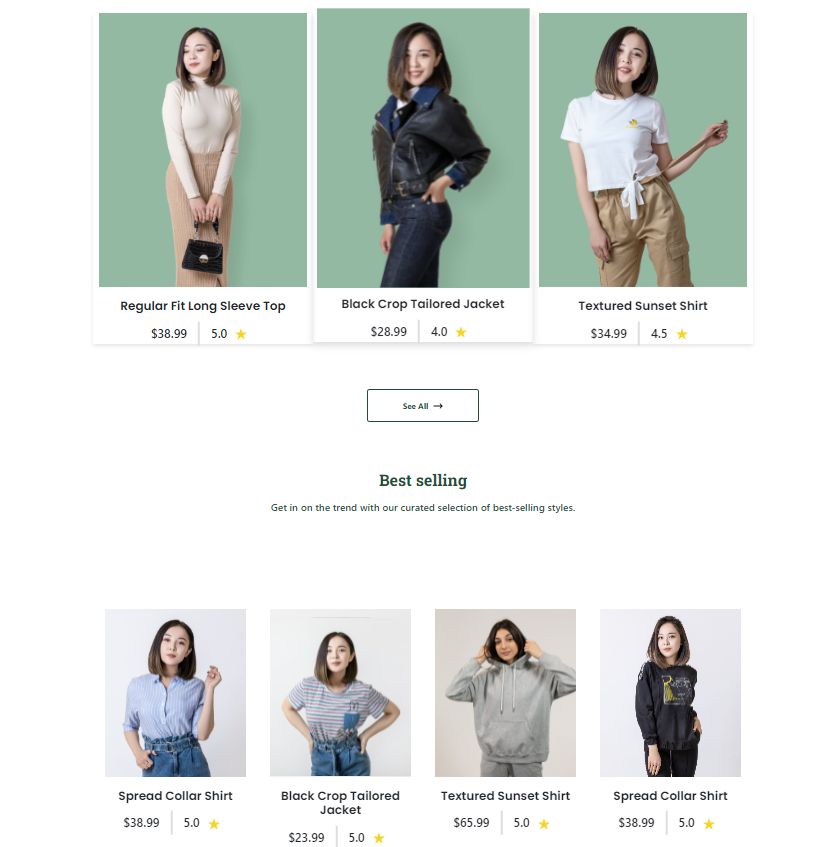 Regular Fit Long Sleeve Top
$38.99 5.0
Black Crop Tailored Jacket
$28.99 4.0
Textured Sunset Shirt
$34.99 4.5
See All →
Best selling
Get in on the trend with our curated selection of best-selling styles.
Spread Collar Shirt
$38.99 5.0
Black Crop Tailored
Jacket
$23.99 5.0
Textured Sunset Shirt
$65.99 5.0
Spread Collar Shirt
$38.99 5.0